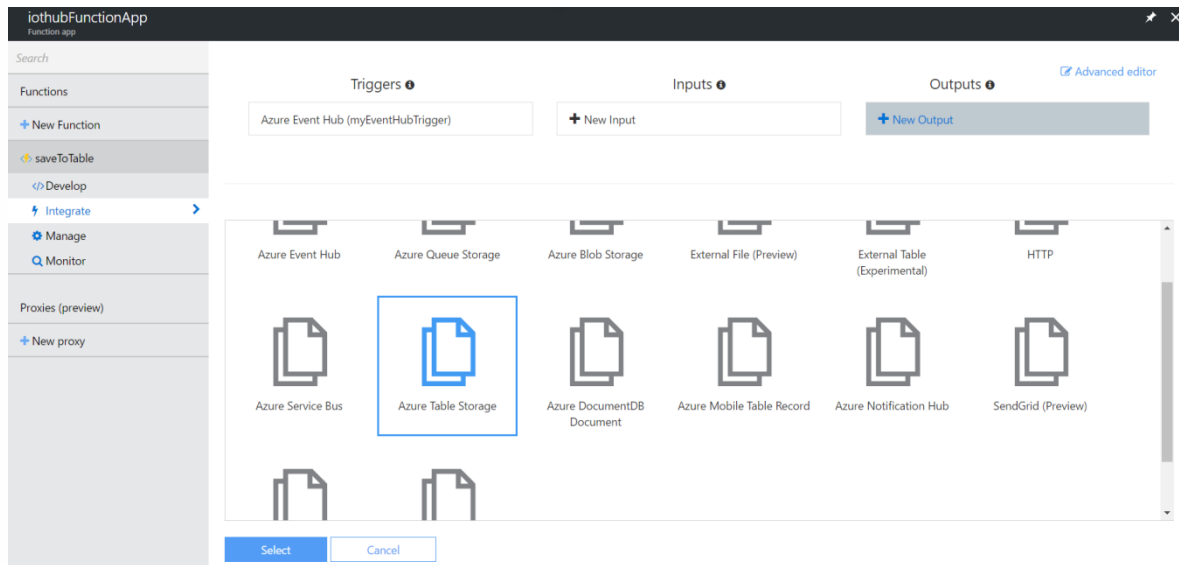 iothubFunctionApp
Function app
Search
Functions
New Function
saveToTable
</> Develop
Integrate
Manage
Monitor
Proxies (preview)
New proxy
Advanced editor
Triggers
Inputs
Outputs
Azure Event Hub (myEventHubTrigger)
New Input
New Output
Azure Event Hub
Azure Queue Storage
Azure Blob Storage
External File (Preview)
External Table
(Experimental)
HTTP
Azure Service Bus
Azure Table Storage
Azure DocumentDB
Document
Azure Mobile Table Record
Azure Notification Hub
SendGrid (Preview)
Select
Cancel